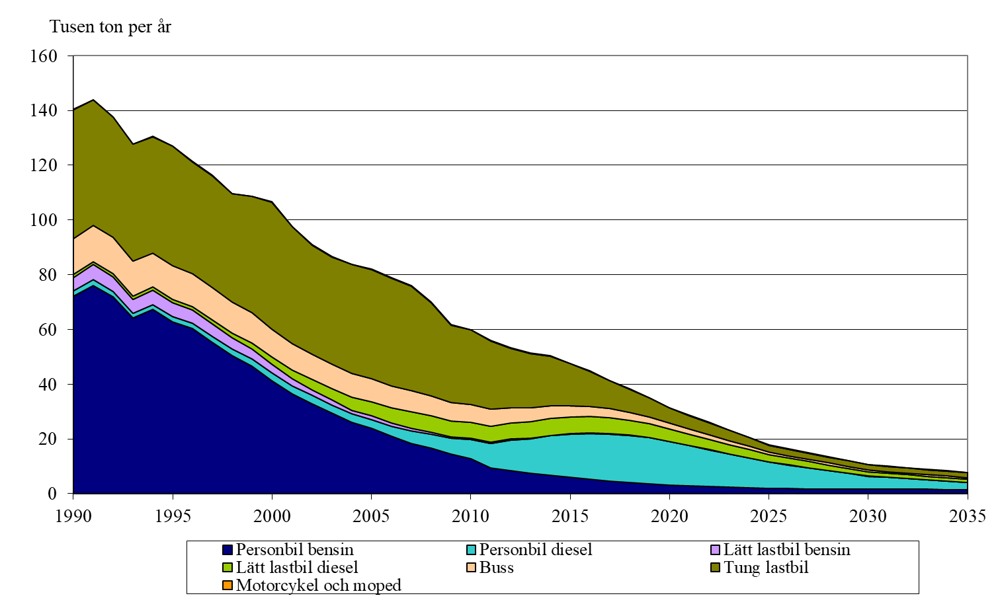 Tusen ton per år
160
140
120
100
80
60
40
20
0
1990 1995 2000 2005 2010 2015 2020 2025 2030 2035
Personbil bensin Personbil diesel Lätt lastbil bensin
Lätt lastbil diesel Buss Tung lastbil
Motorcykel och moped